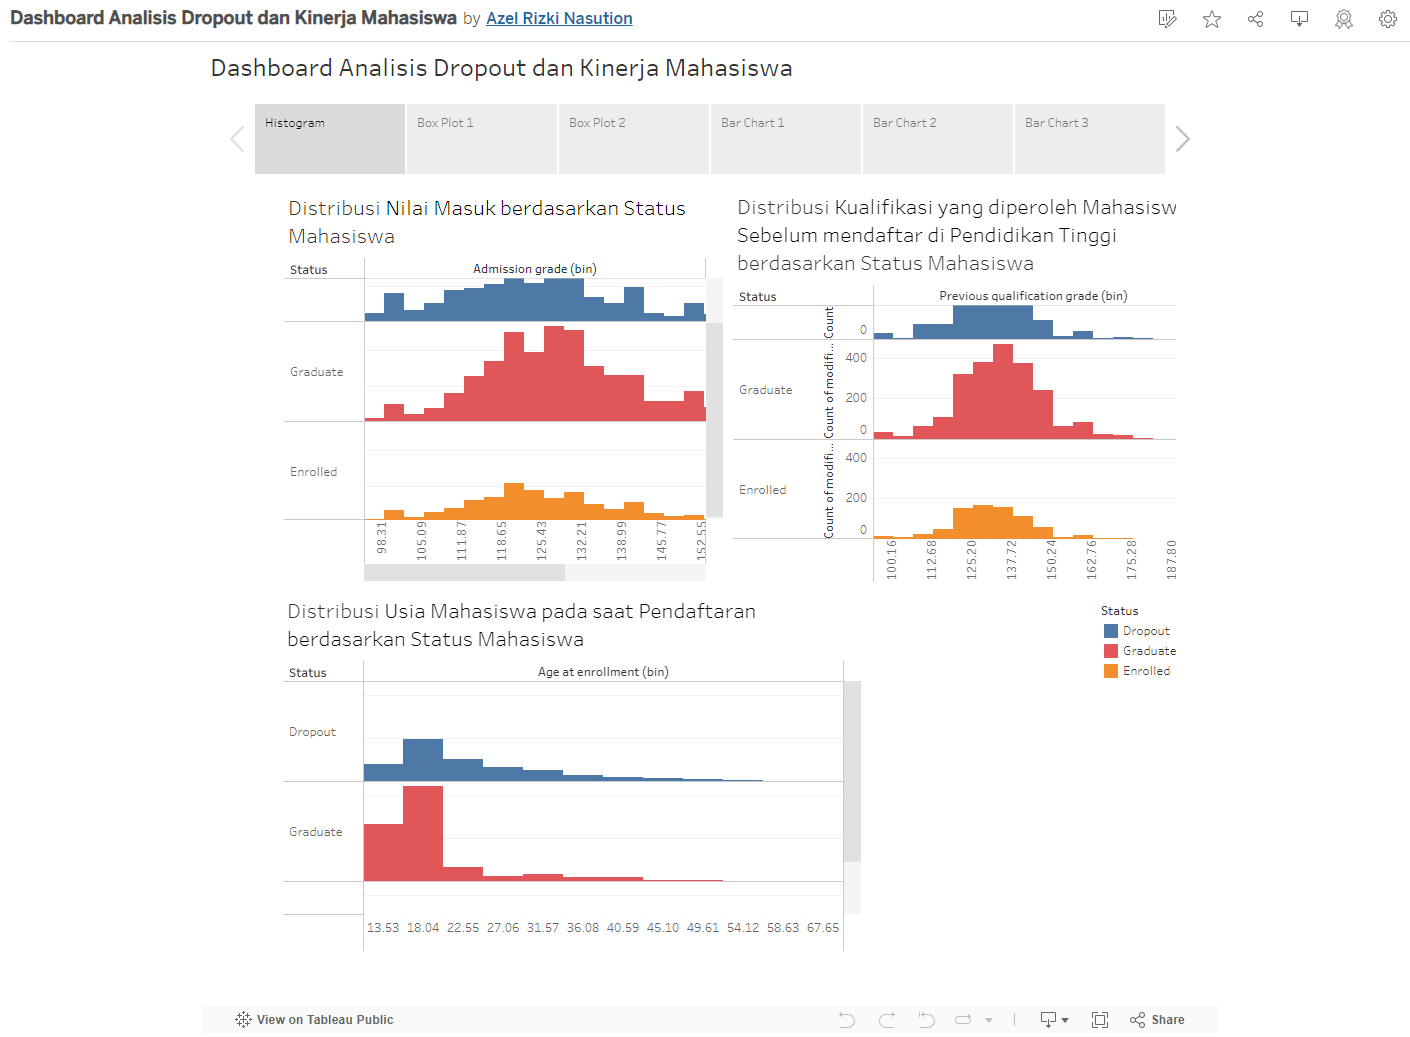 Dashboard Analisis Dropout dan Kinerja Mahasiswa by Azel Rizki Nasution
Dashboard Analisis Dropout dan Kinerja Mahasiswa
Histogram
Box Plot 1
Box Plot 2
Bar Chart 1
Bar Chart 2
Bar Chart 3
Distribusi Nilai Masuk berdasarkan Status
Mahasiswa
Status
Admission grade (bin)
Graduate
Enrolled
98.31
105.09
111.87
118.65
125.43
132.21
138.99
145.77
152.55
Distribusi Kualifikasi yang diperoleh Mahasisw
Sebelum mendaftar di Pendidikan Tinggi
berdasarkan Status Mahasiswa
Status
Previous qualification grade (bin)
Count
0
Graduate
Count of modifi...
400
200
0
Enrolled
Count of modifi...
400
200
0
100.16
112.68
125.20
137.72
150.24
162.76
175.28
187.80
Distribusi Usia Mahasiswa pada saat Pendaftaran
berdasarkan Status Mahasiswa
Status
Age at enrollment (bin)
Dropout
Graduate
13.53 18.04 22.55 27.06 31.57 36.08 40.59 45.10 49.61 54.12 58.63 67.65
Status
Dropout
Graduate
Enrolled
View on Tableau Public
Share